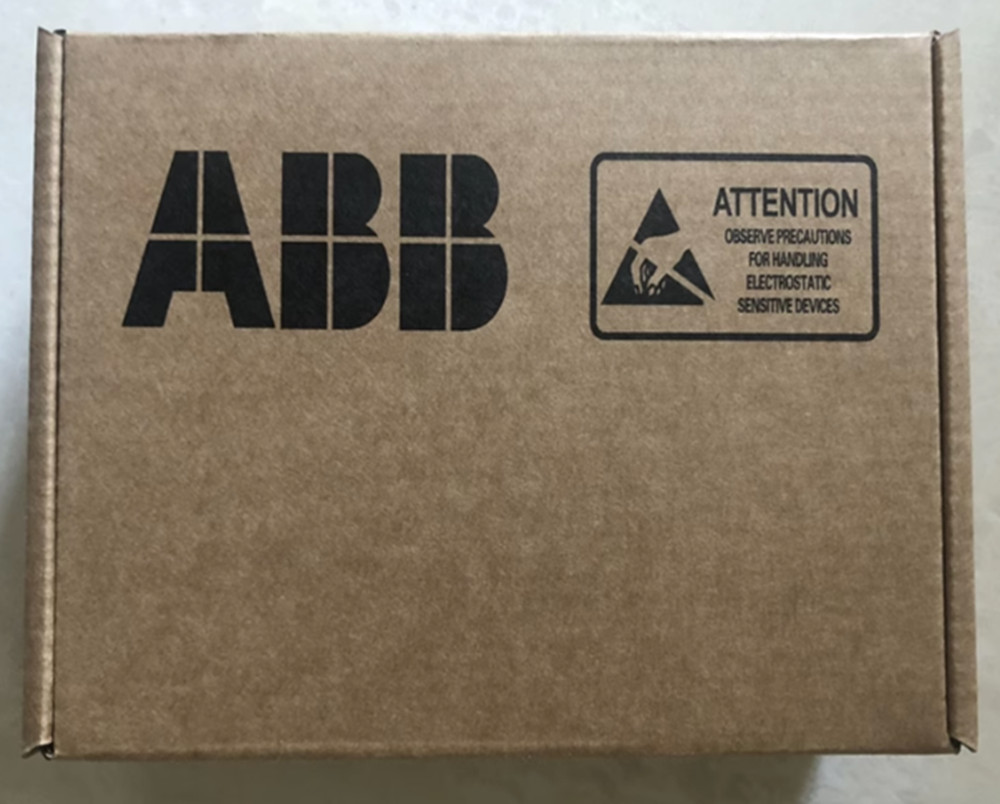 ABB
ATTENTION
OBSERVE PRECAUTIONS
FOR HANDLING
ELECTROSTATIC
SENSITIVE DEVICES